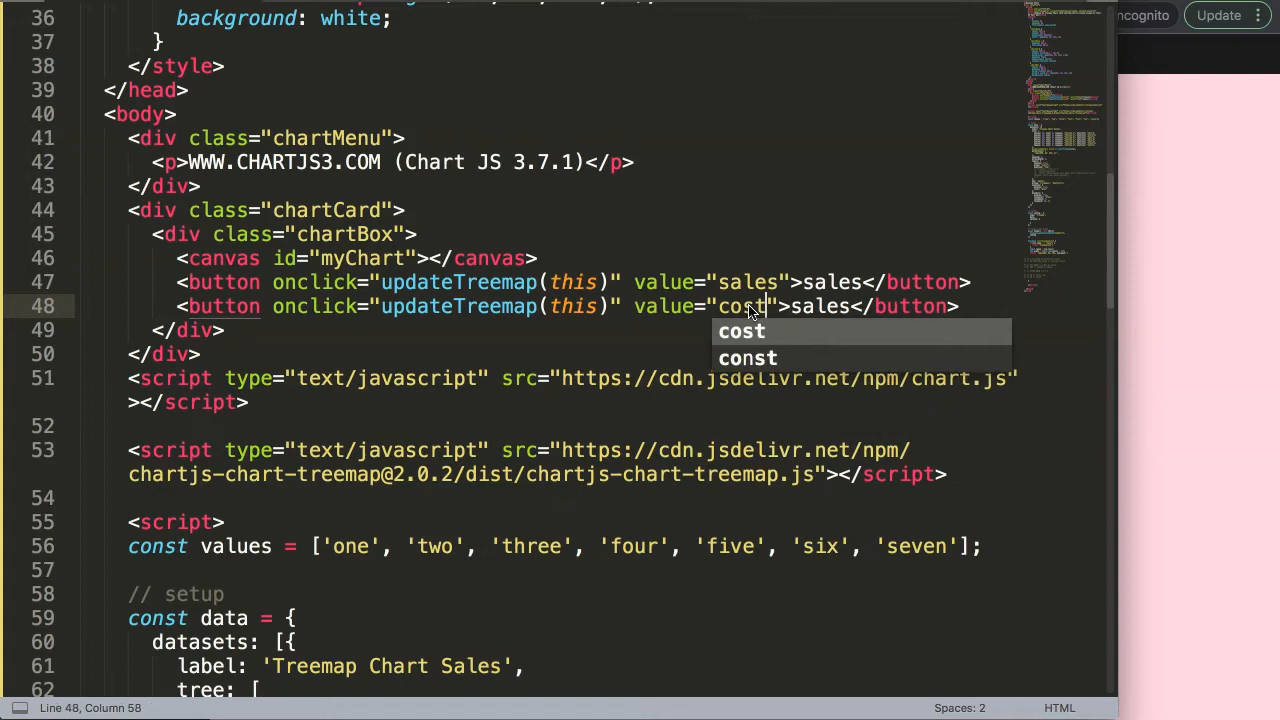 36 background: white;
37 }
38 </style>
39 </head>
40 <body>
41 <div class="chartMenu">
42 <p>WWW.CHARTJS3.COM (Chart JS 3.7.1)</p>
43 </div>
44 <div class="chartCard">
45 <div class="chartBox">
46 <canvas id="myChart"></canvas>
47 <button onclick="updateTreemap(this)" value="sales">sales</button>
48 <button onclick="updateTreemap(this)" value="cost">sales</button>
49 </div>
cost
50 </div>
const
51 <script type="text/javascript" src="https://cdn.jsdelivr.net/npm/chart.js"
></script>
52
53 <script type="text/javascript" src="https://cdn.jsdelivr.net/npm/
chartjs-chart-treemap@2.0.2/dist/chartjs-chart-treemap.js"></script>
54
55 <script>
56 const values = ['one', 'two', 'three', 'four', 'five', 'six', 'seven'];
57
58 // setup
59 const data = {
60 datasets: [{
61 label: 'Treemap Chart Sales',
62 tree: [
Line 48, Column 58
Spaces: 2
HTML
Update